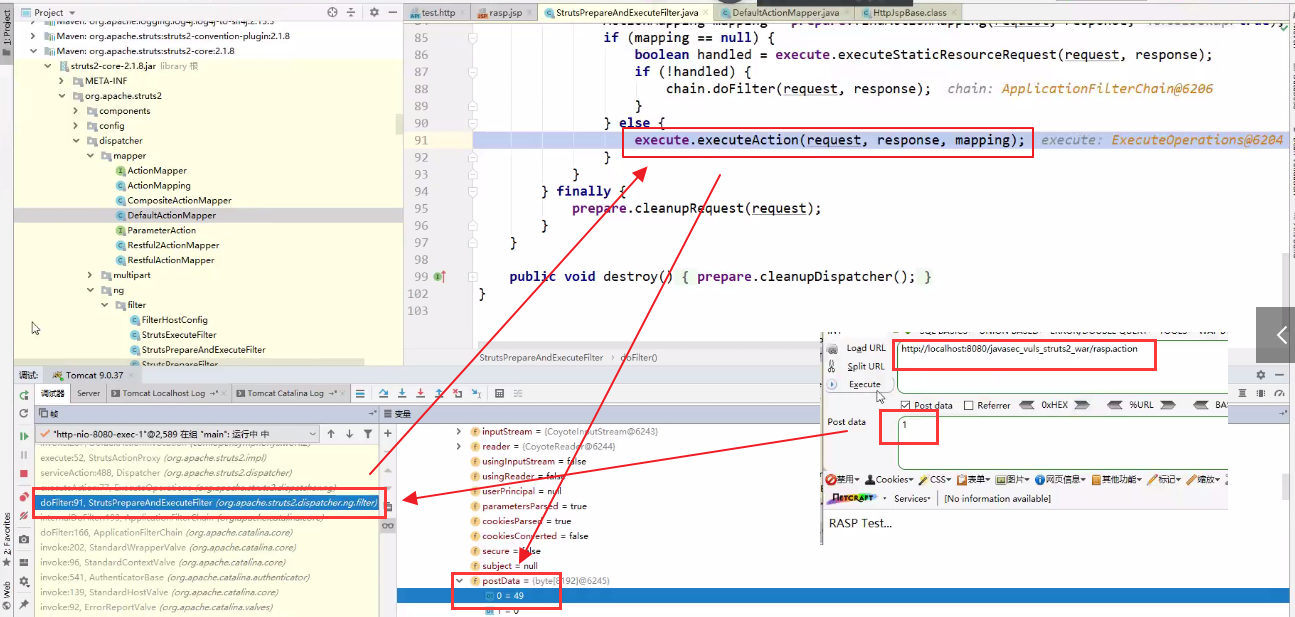 Project
test.http
rasp.jsp
StrutsPrepareAndExecuteFilter.java
DefaultActionMapper.java
HttpJspBase.class
1: Project
Maven: org.apache.struts:struts2-convention-plugin:2.1.8
Maven: org.apache.struts:struts2-core:2.1.8
struts2-core-2.1.8.jar library 根
META-INF
org.apache.struts2
components
config
dispatcher
mapper
ActionMapper
ActionMapping
CompositeActionMapper
DefaultActionMapper
ParameterAction
Restful2ActionMapper
RestfulActionMapper
multipart
ng
filter
FilterHostConfig
StrutsExecuteFilter
StrutsPrepareAndExecuteFilter
StrutsPrepareFilter
85 if (mapping == null) {
86 boolean handled = execute.executeStaticResourceRequest(request, response);
87 if (!handled) {
88 chain.doFilter(request, response); chain: ApplicationFilterChain@6206
89 }
90 } else {
91 execute.executeAction(request, response, mapping); execute: ExecuteOperations@6204
92 }
93 }
94 } finally {
95 prepare.cleanupRequest(request);
96 }
97 }
98
99 public void destroy() { prepare.cleanupDispatcher(); }
102 }
103
StrutsPrepareAndExecuteFilter › doFilter()
调试: Tomcat 9.0.37
调试器 Server Tomcat Localhost Log Tomcat Catalina Log
帧
变量
"http-nio-8080-exec-1"@2,589 在组 "main": 运行中 中
execute:52, StrutsActionProxy (org.apache.struts2.impl)
serviceAction:488, Dispatcher (org.apache.struts2.dispatcher)
doFilter:91, StrutsPrepareAndExecuteFilter (org.apache.struts2.dispatcher.ng.filter)
doFilter:166, ApplicationFilterChain (org.apache.catalina.core)
invoke:202, StandardWrapperValve (org.apache.catalina.core)
invoke:96, StandardContextValve (org.apache.catalina.core)
invoke:541, AuthenticatorBase (org.apache.catalina.authenticator)
invoke:139, StandardHostValve (org.apache.catalina.core)
invoke:92, ErrorReportValve (org.apache.catalina.valves)
2: Favorites
Web
inputStream = {CoyoteInputStream@6243}
reader = {CoyoteReader@6244}
usingInputStream = false
usingReader = false
userPrincipal = null
parametersParsed = true
cookiesParsed = true
cookiesConverted = false
secure = false
subject = null
postData = {byte[8192]@6245}
0 = 49
1 = 0
Load URL
http://localhost:8080/javasec_vuls_struts2_war/rasp.action
Split URL
Execute
Post data Referrer 0xHEX %URL BAS
Post data
1
禁用 Cookies CSS 表单 图片 网页信息 其他功能 标记 缩放
NETCRAFT Services [No information available]
RASP Test...